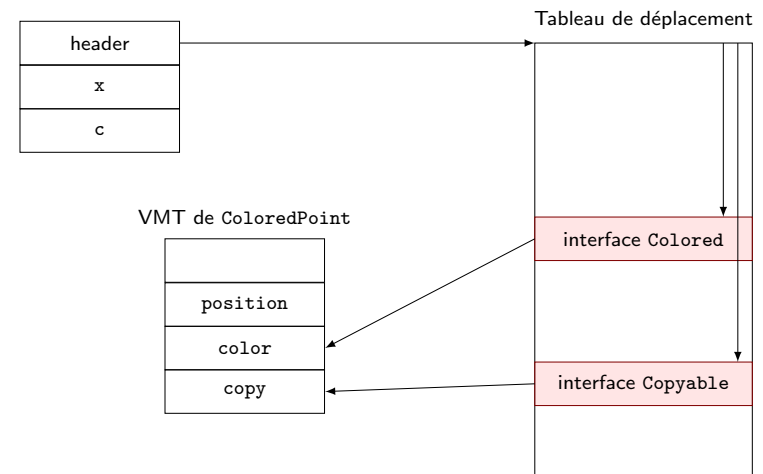 Tableau de déplacement
header
x
c
VMT de ColoredPoint
interface Colored
position
color
copy
interface Copyable